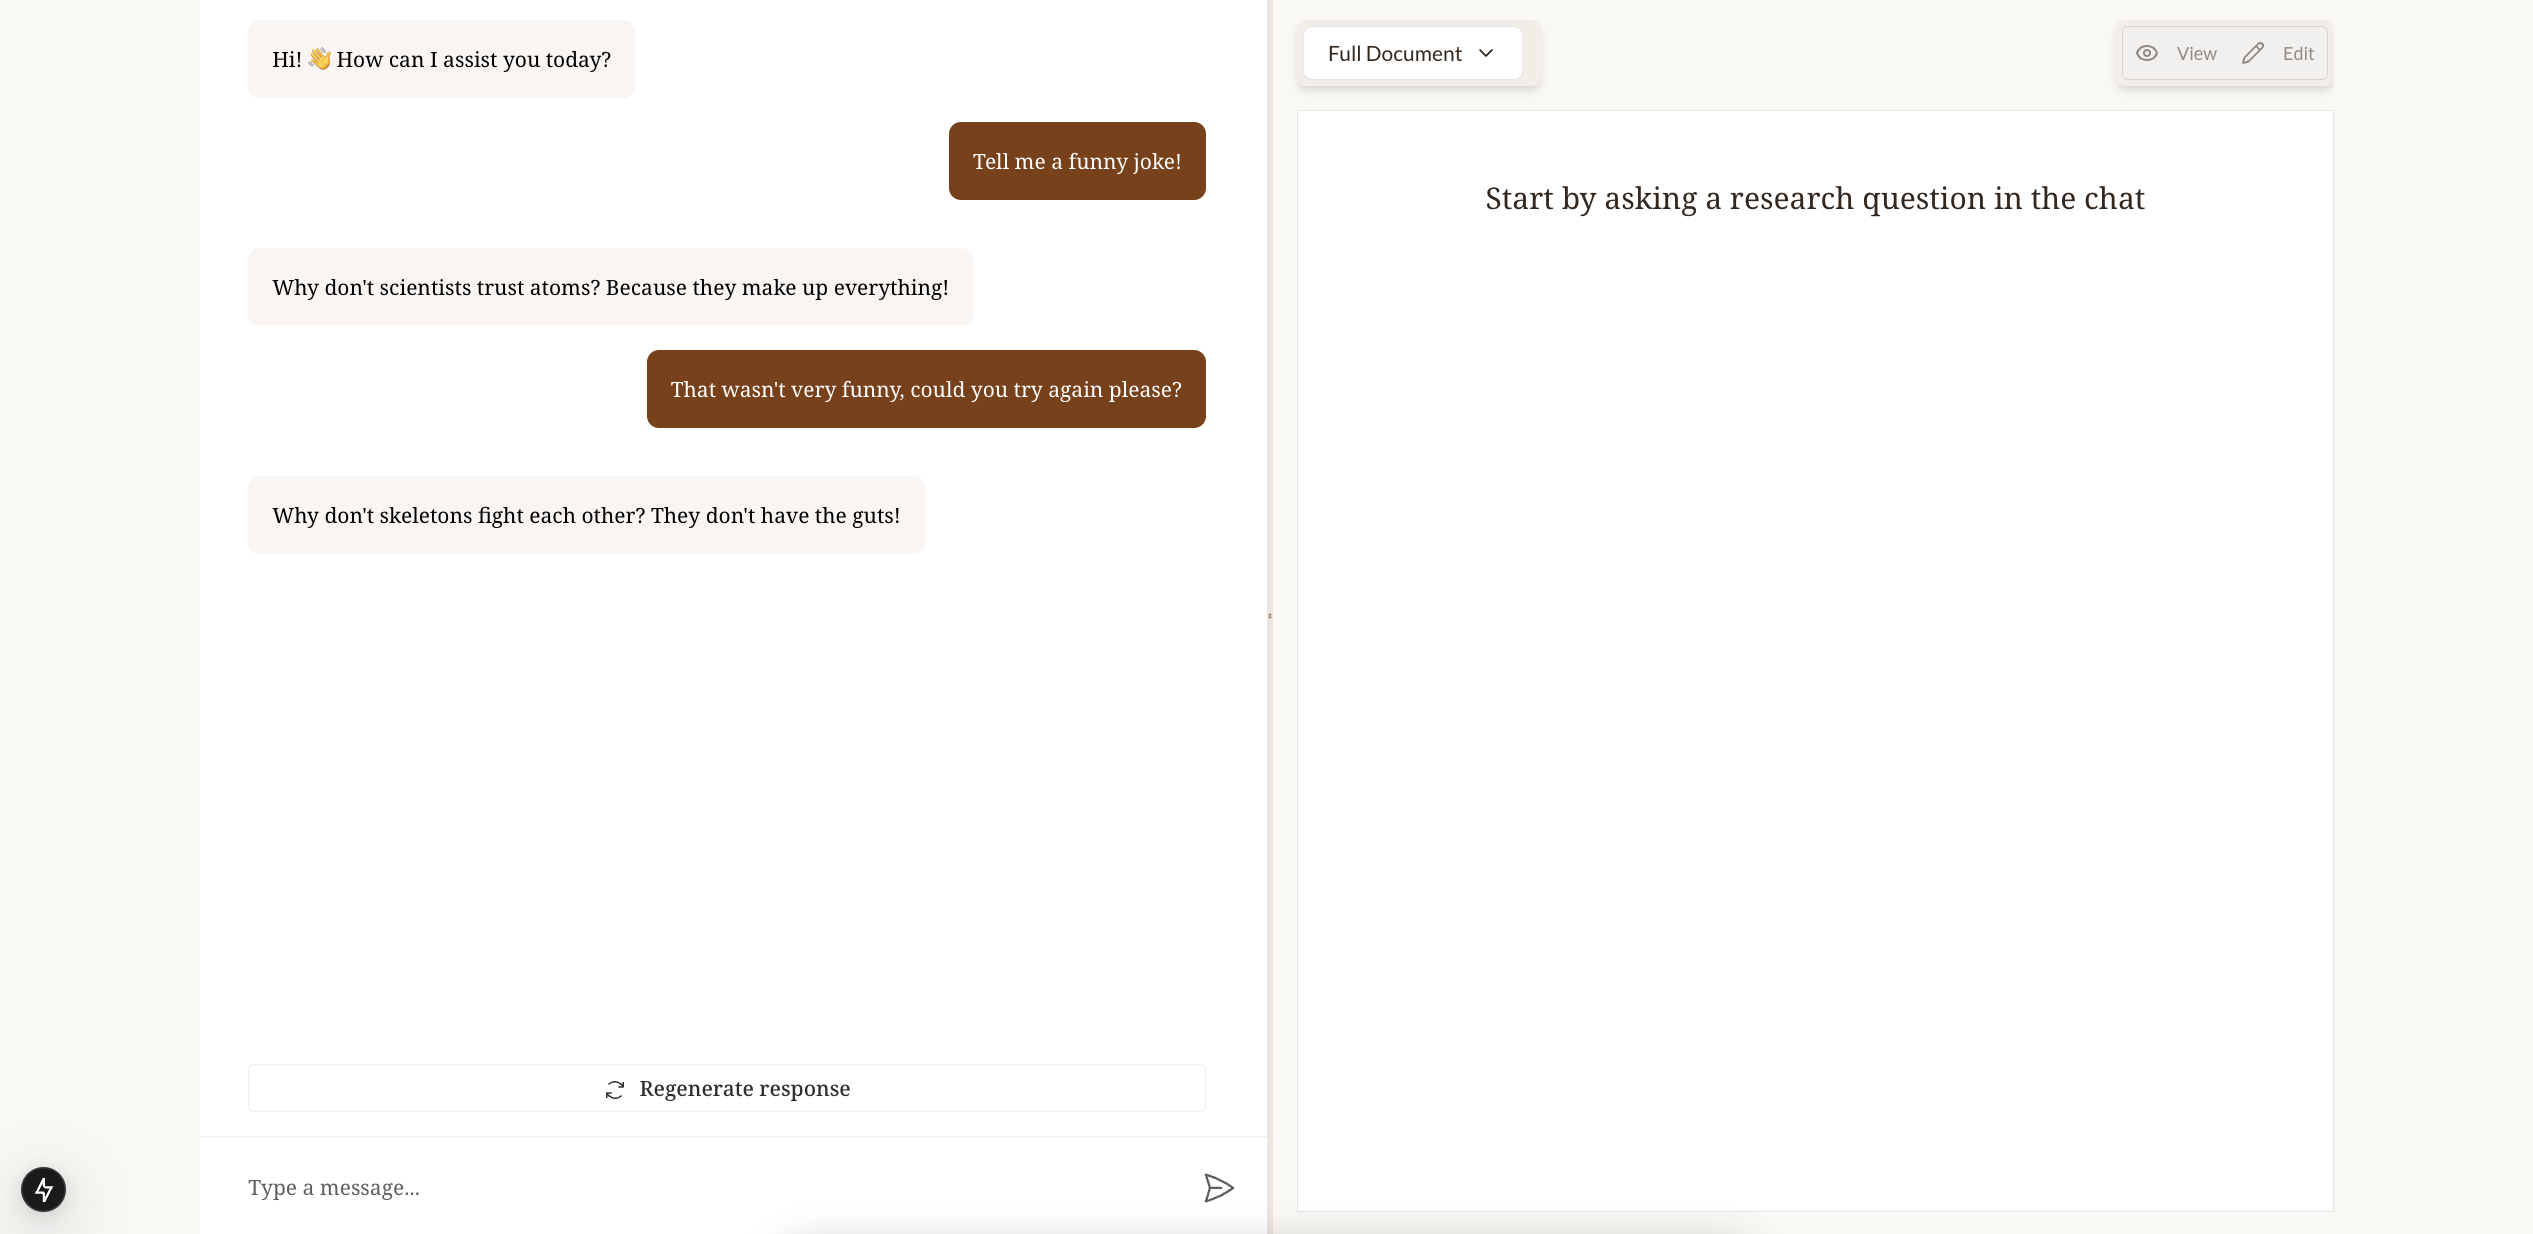 Hi! 👋 How can I assist you today?
Tell me a funny joke!
Why don't scientists trust atoms? Because they make up everything!
That wasn't very funny, could you try again please?
Why don't skeletons fight each other? They don't have the guts!
Regenerate response
Type a message...
Full Document
View Edit
Start by asking a research question in the chat